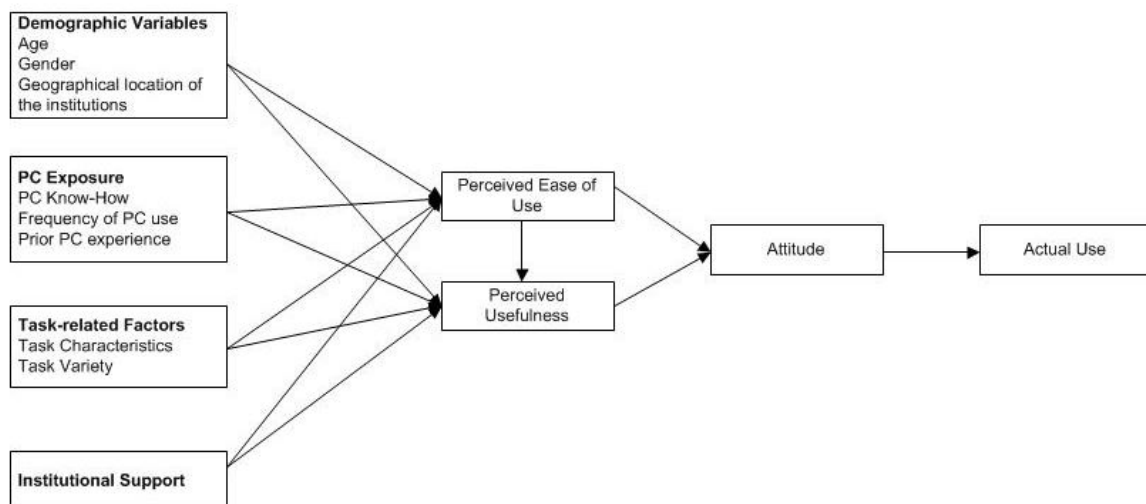 Demographic Variables
Age
Gender
Geographical location of
the institutions
PC Exposure
PC Know-How
Frequency of PC use
Prior PC experience
Task-related Factors
Task Characteristics
Task Variety
Institutional Support
Perceived Ease of
Use
Perceived
Usefulness
Attitude
Actual Use